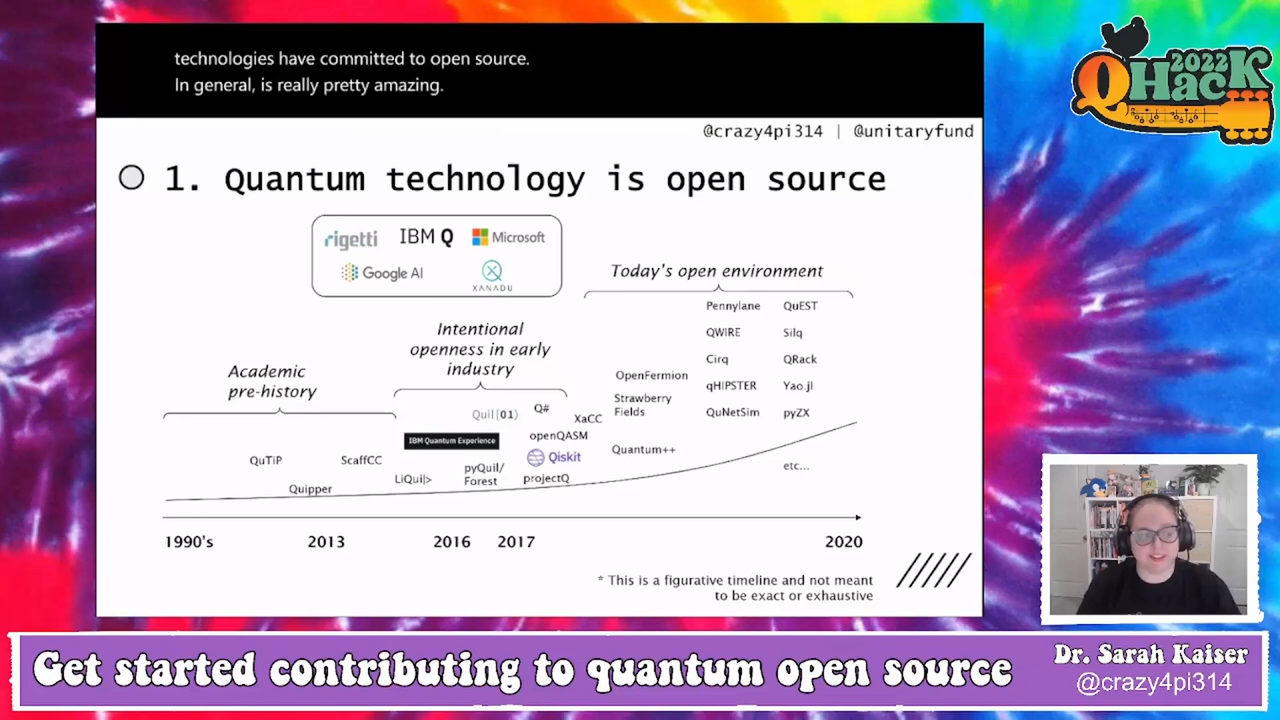 technologies have committed to open source.
In general, is really pretty amazing.
2022
QHack
@crazy4pi314 | @unitaryfund
1. Quantum technology is open source
rigetti IBM Q Microsoft
Google AI XANADU
Today's open environment
Pennylane QuEST
QWIRE Silq
Cirq QRack
qHIPSTER Yao.jl
QuNetSim pyZX
etc...
OpenFermion
Strawberry
Fields
Quantum++
Intentional
openness in early
industry
Quil[01] Q# XaCC
IBM Quantum Experience openQASM
Qiskit
LiQui|> pyQuil/
Forest projectQ
Academic
pre-history
QuTiP ScaffCC
Quipper
1990's 2013 2016 2017 2020
* This is a figurative timeline and not meant
to be exact or exhaustive
Get started contributing to quantum open source
Dr. Sarah Kaiser
@crazy4pi314